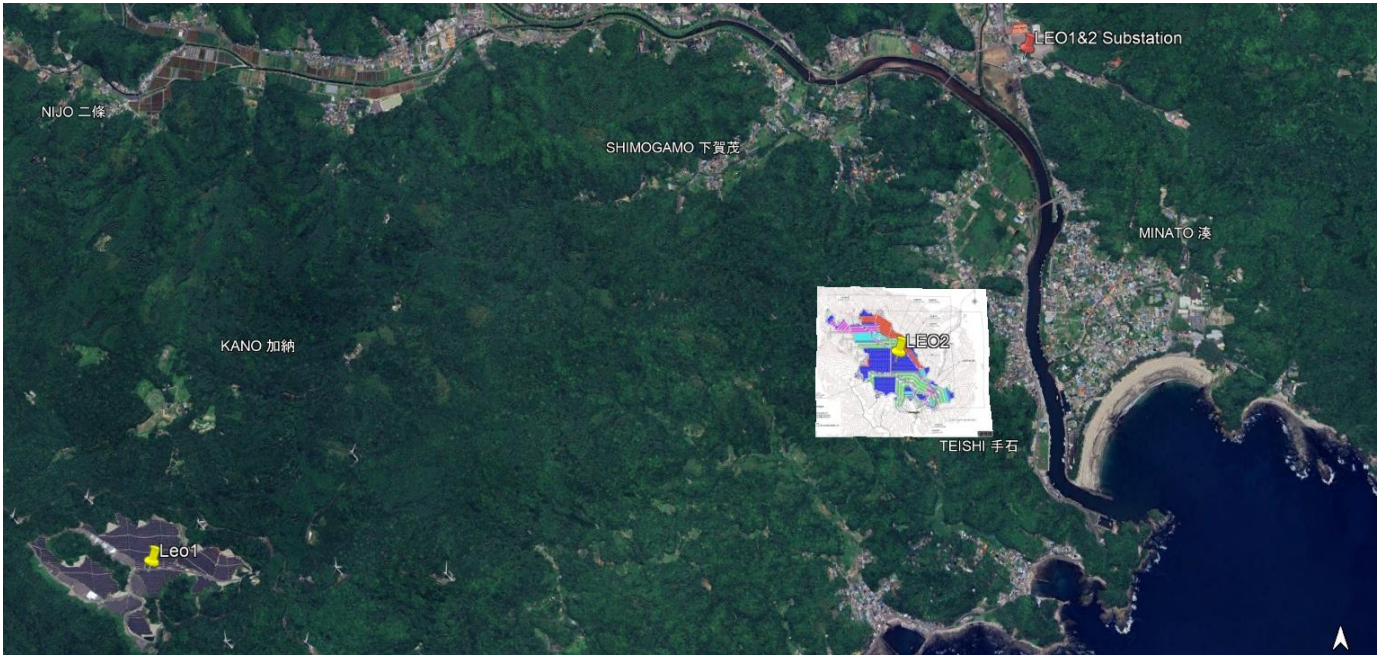 LEO1&2 Substation
NIJO 二條
SHIMOGAMO 下賀茂
MINATO 湊
KANO 加納
LEO2
TEISHI 手石
Leo1